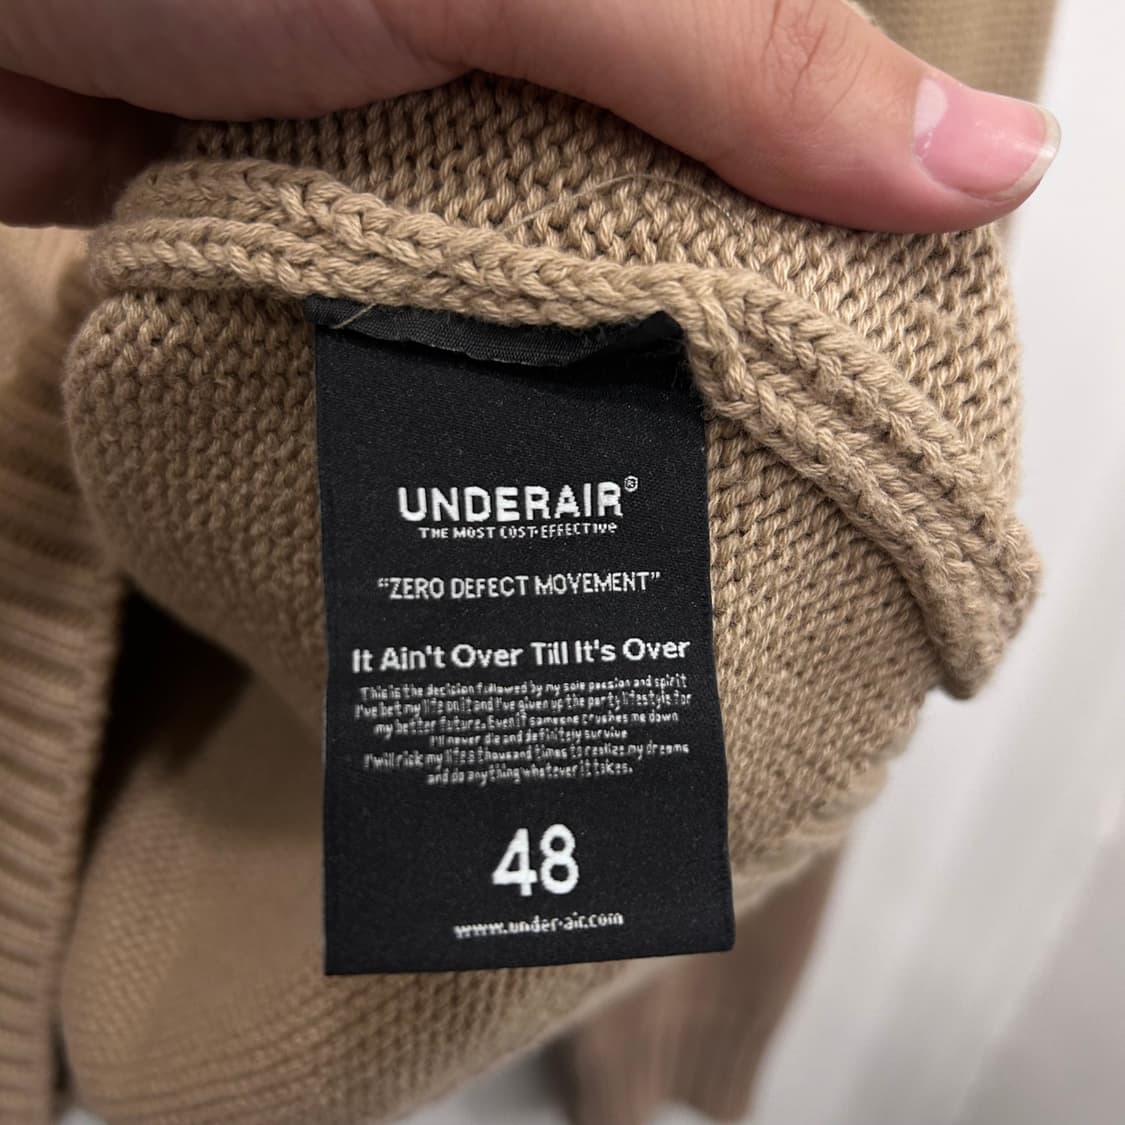 UNDERAIR®
THE MOST COST-EFFECTIVE
“ZERO DEFECT MOVEMENT”
It Ain't Over Till It's Over
This is the decision followed by my sole passion and spirit
I've bet my life on it and I've given up the party lifestyle for
my better future. Even if someone crushes me down
I'll never die and definitely survive
I'will rick my life a thousand times to realize my dreams
and do anything whatever it takes.
48
www.under-air.com